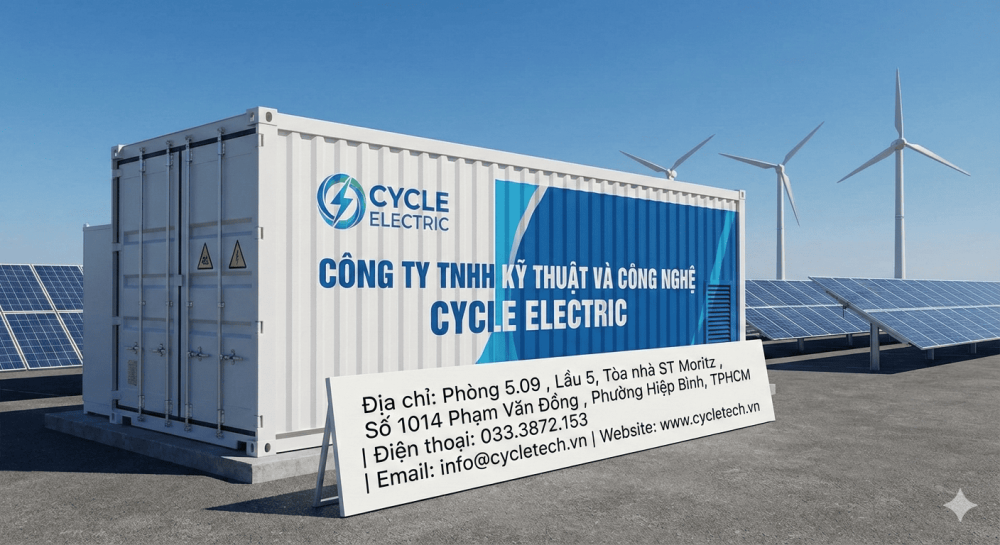 CYCLE
ELECTRIC
CÔNG TY TNHH KỸ THUẬT VÀ CÔNG NGHỆ
CYCLE ELECTRIC
Địa chỉ: Phòng 5.09 , Lầu 5, Tòa nhà ST Moritz ,
Số 1014 Phạm Văn Đồng , Phường Hiệp Bình, TPHCM
| Điện thoại: 033.3872.153
| Email: info@cycletech.vn | Website: www.cycletech.vn